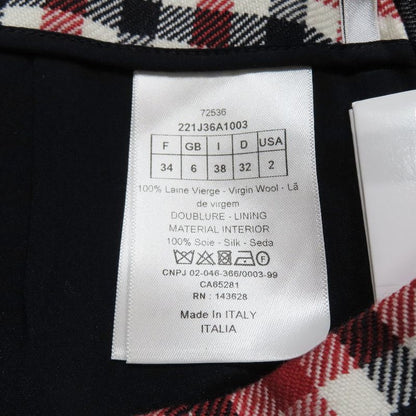 72536
221J36A1003
F GB I D USA
34 6 38 32 2
100% Laine Vierge - Virgin Wool - Lã
de virgem
DOUBLURE - LINING
MATERIAL INTERIOR
100% Soie - Silk - Seda
CNPJ 02-046-366/0003-99
CA65281
RN : 143628
Made In ITALY
ITALIA